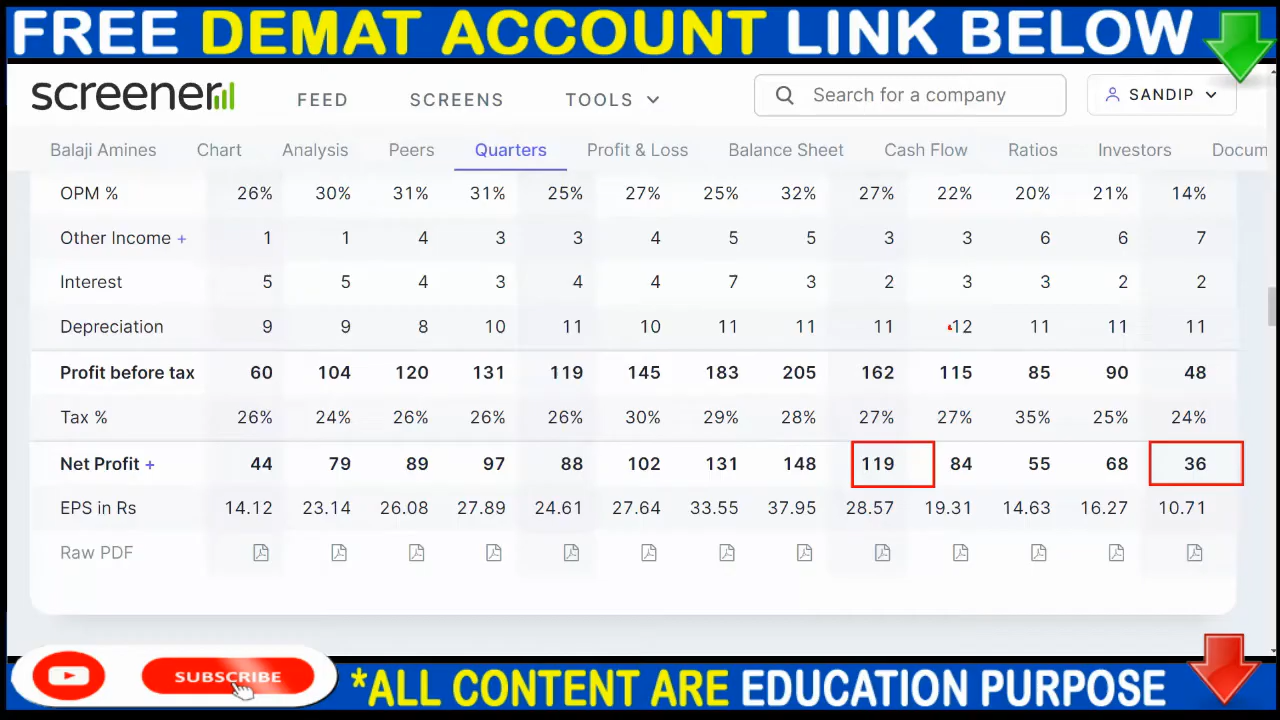 FREE DEMAT ACCOUNT LINK BELOW
screener FEED SCREENS TOOLS Search for a company SANDIP
Balaji Amines Chart Analysis Peers Quarters Profit & Loss Balance Sheet Cash Flow Ratios Investors Docum
OPM % 26% 30% 31% 31% 25% 27% 25% 32% 27% 22% 20% 21% 14%
Other Income + 1 1 4 3 3 4 5 5 3 3 6 6 7
Interest 5 5 4 3 4 4 7 3 2 3 3 2 2
Depreciation 9 9 8 10 11 10 11 11 11 12 11 11 11
Profit before tax 60 104 120 131 119 145 183 205 162 115 85 90 48
Tax % 26% 24% 26% 26% 26% 30% 29% 28% 27% 27% 35% 25% 24%
Net Profit + 44 79 89 97 88 102 131 148 119 84 55 68 36
EPS in Rs 14.12 23.14 26.08 27.89 24.61 27.64 33.55 37.95 28.57 19.31 14.63 16.27 10.71
Raw PDF
SUBSCRIBE
*ALL CONTENT ARE EDUCATION PURPOSE